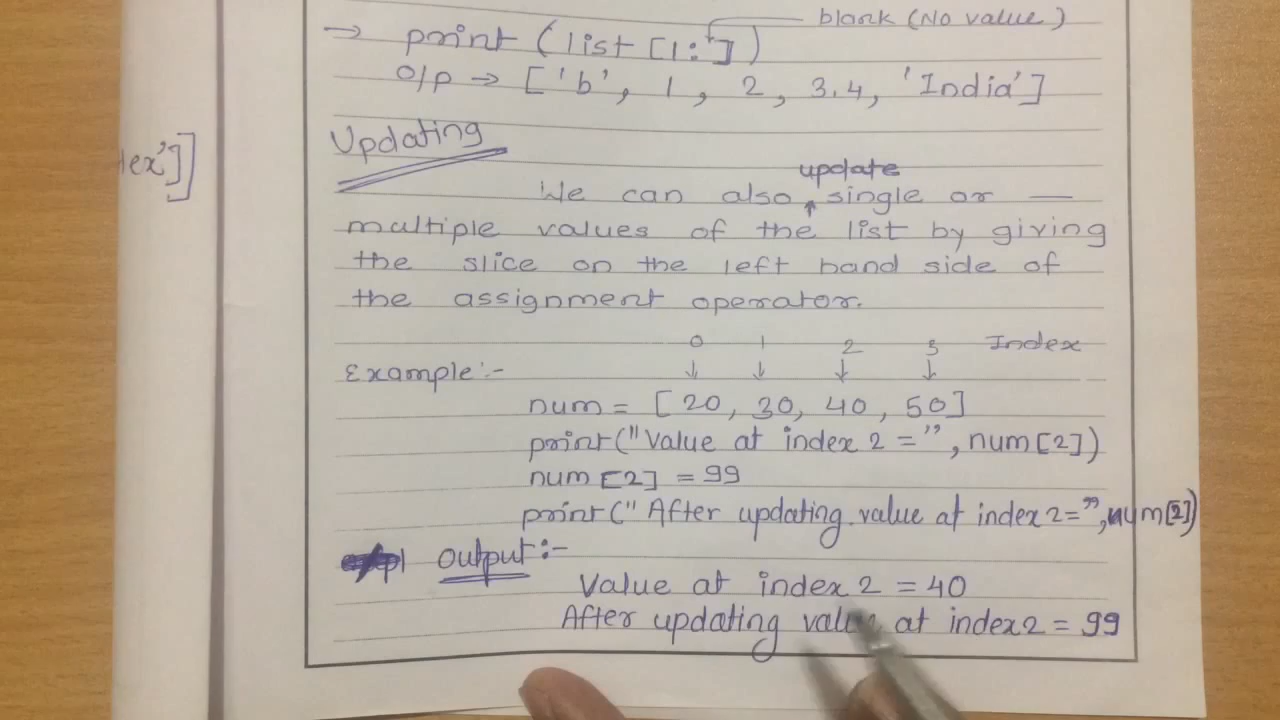 blank (No value)
→ print (list [1: ])
o/p → ['b', 1, 2, 3.4, 'India']
lex']]
Updating
update
We can also single or —
multiple values of the list by giving
the slice on the left hand side of
the assignment operator.
0 1 2 3 Index
Example:-
num = [20, 30, 40, 50]
print("Value at index 2 =", num[2])
num [2] = 99
print(" After updating value at index 2=", num[2])
Output:-
Value at index 2 = 40
After updating value at index 2 = 99